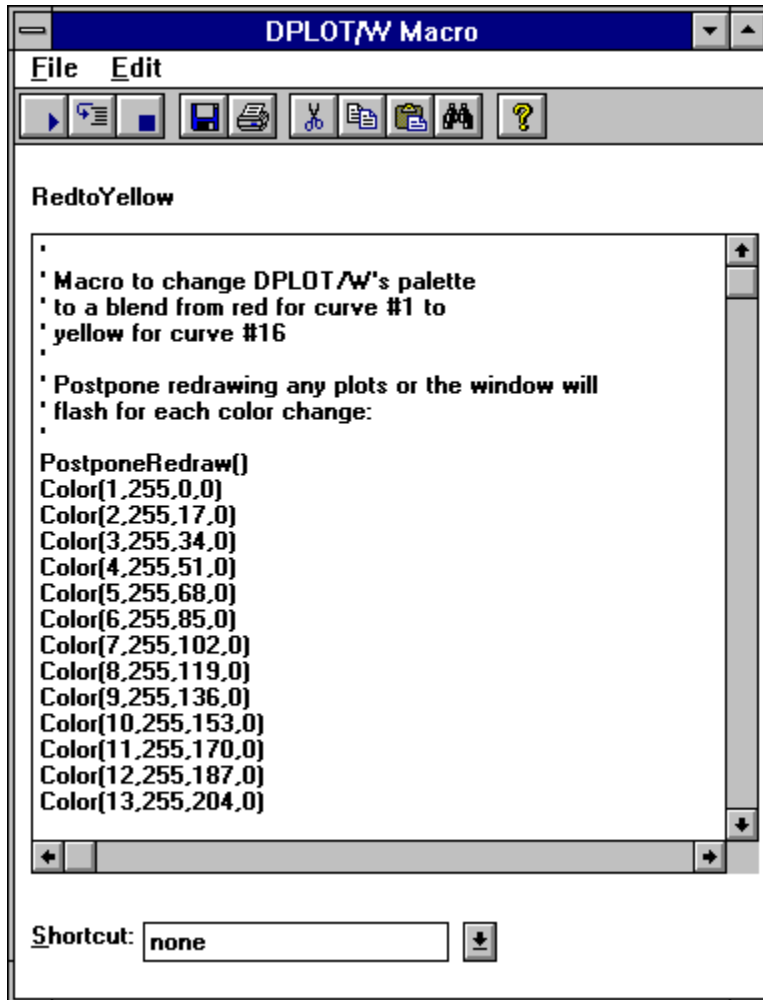 DPLOT/W Macro
File Edit
RedtoYellow
'
' Macro to change DPLOT/W's palette
' to a blend from red for curve #1 to
' yellow for curve #16
'
' Postpone redrawing any plots or the window will
' flash for each color change:
'
PostponeRedraw()
Color(1,255,0,0)
Color(2,255,17,0)
Color(3,255,34,0)
Color(4,255,51,0)
Color(5,255,68,0)
Color(6,255,85,0)
Color(7,255,102,0)
Color(8,255,119,0)
Color(9,255,136,0)
Color(10,255,153,0)
Color(11,255,170,0)
Color(12,255,187,0)
Color(13,255,204,0)
Shortcut: none